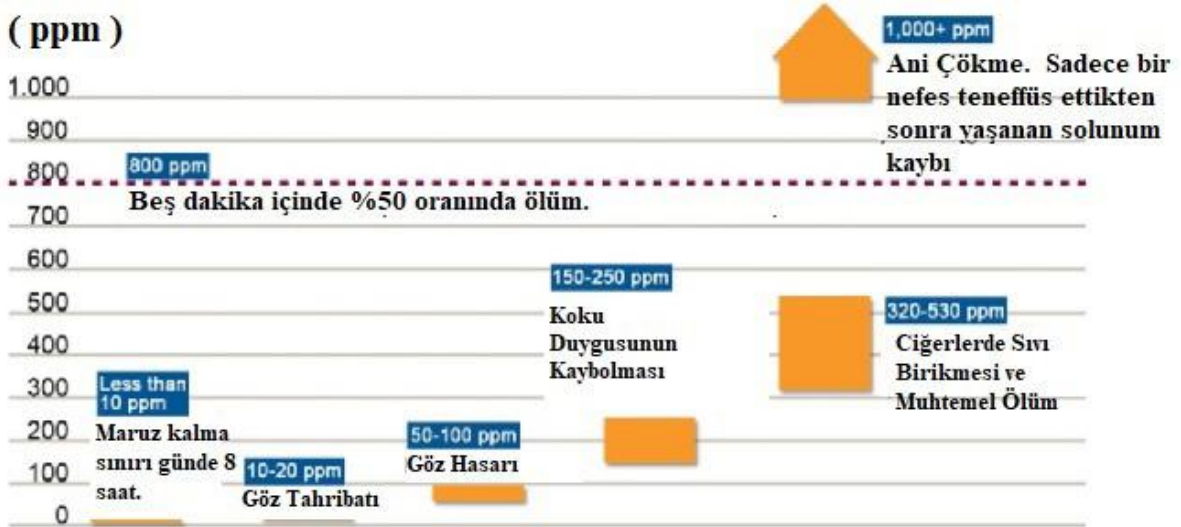 ( ppm )
1.000
900
800
700
600
500
400
300
200
100
0
1,000+ ppm
Ani Çökme. Sadece bir
nefes teneffüs ettikten
sonra yaşanan solunum
kaybı
800 ppm
Beş dakika içinde %50 oranında ölüm.
150-250 ppm
Koku
Duygusunun
Kaybolması
320-530 ppm
Ciğerlerde Sıvı
Birikmesi ve
Muhtemel Ölüm
Less than
10 ppm
Maruz kalma
sınırı günde 8
saat.
10-20 ppm
Göz Tahribatı
50-100 ppm
Göz Hasarı